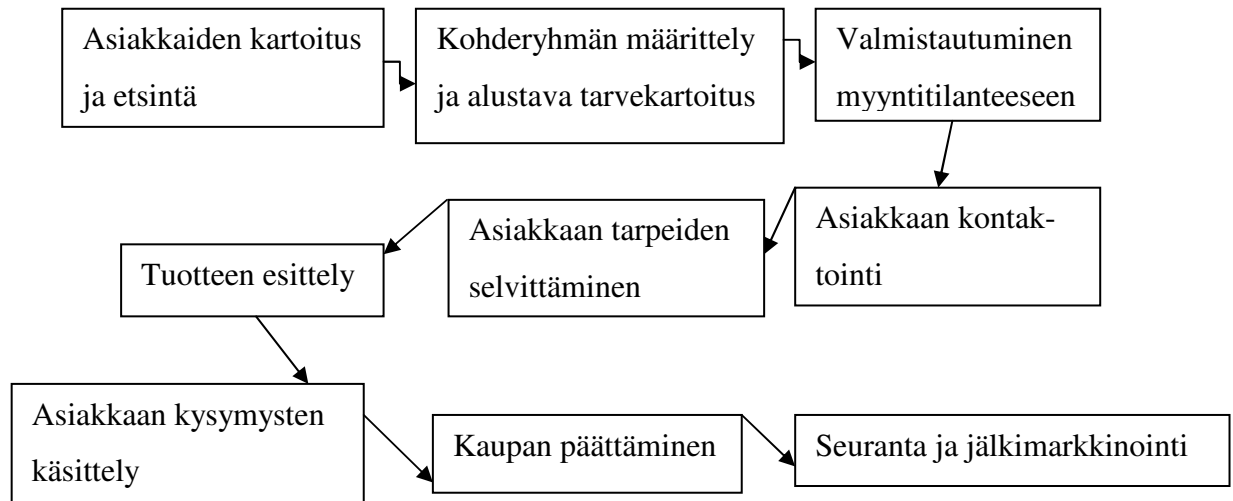 Asiakkaiden kartoitus
ja etsintä
Kohderyhmän määrittely
ja alustava tarvekartoitus
Valmistautuminen
myyntitilanteeseen
Asiakkaan kontak-
tointi
Asiakkaan tarpeiden
selvittäminen
Tuotteen esittely
Asiakkaan kysymysten
käsittely
Kaupan päättäminen
Seuranta ja jälkimarkkinointi